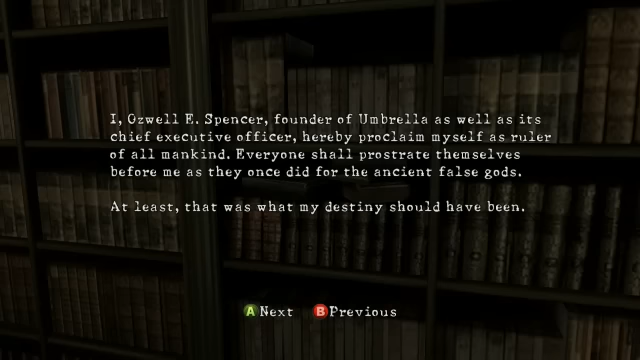 I, Ozwell E. Spencer, founder of Umbrella as well as its
chief executive officer, hereby proclaim myself as ruler
of all mankind. Everyone shall prostrate themselves
before me as they once did for the ancient false gods.
At least, that was what my destiny should have been.
A Next B Previous